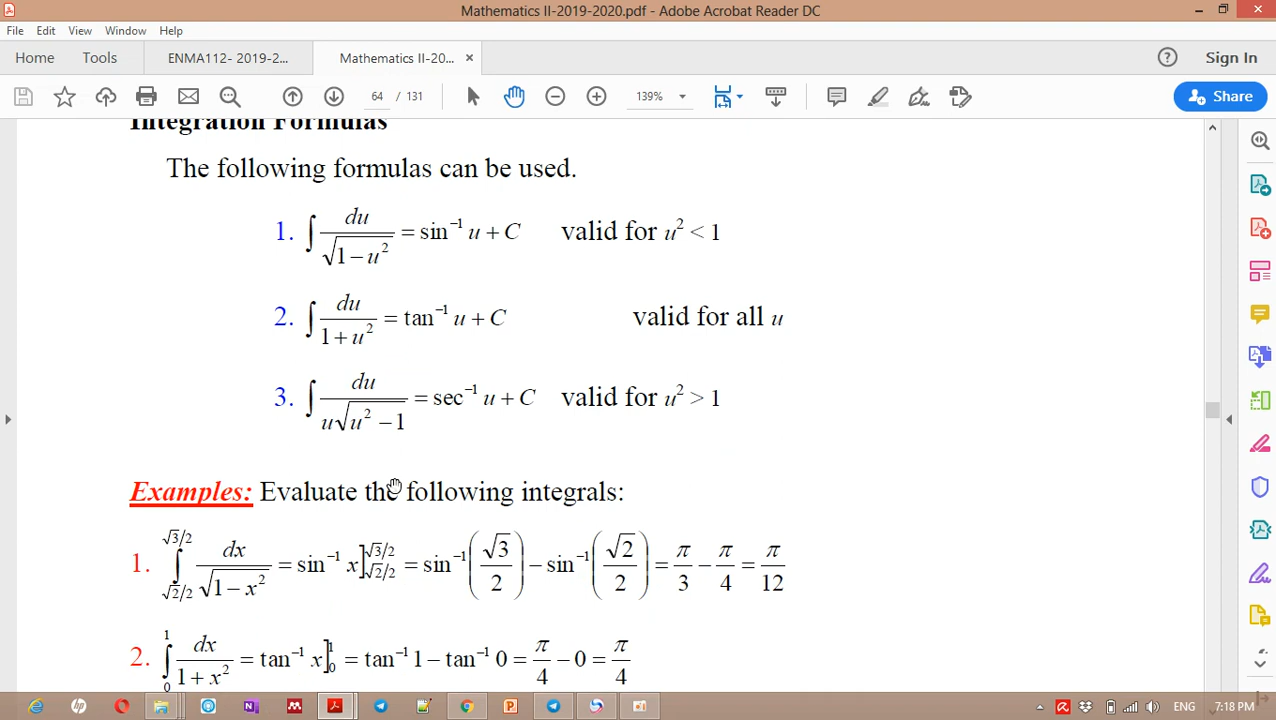 Mathematics II-2019-2020.pdf - Adobe Acrobat Reader DC
File Edit View Window Help
Home Tools ENMA112- 2019-2... Mathematics II-20... × Sign In
64 / 131 139% Share
Integration Formulas
The following formulas can be used.
1. ∫ du / √(1 − u²) = sin⁻¹ u + C valid for u² < 1
2. ∫ du / (1 + u²) = tan⁻¹ u + C valid for all u
3. ∫ du / (u√(u² − 1)) = sec⁻¹ u + C valid for u² > 1
Examples: Evaluate the following integrals:
1. ∫_{√2/2}^{√3/2} dx / √(1 − x²) = sin⁻¹ x]_{√2/2}^{√3/2} = sin⁻¹(√3/2) − sin⁻¹(√2/2) = π/3 − π/4 = π/12
2. ∫_0^1 dx / (1 + x²) = tan⁻¹ x]_0^1 = tan⁻¹ 1 − tan⁻¹ 0 = π/4 − 0 = π/4
ENG 7:18 PM